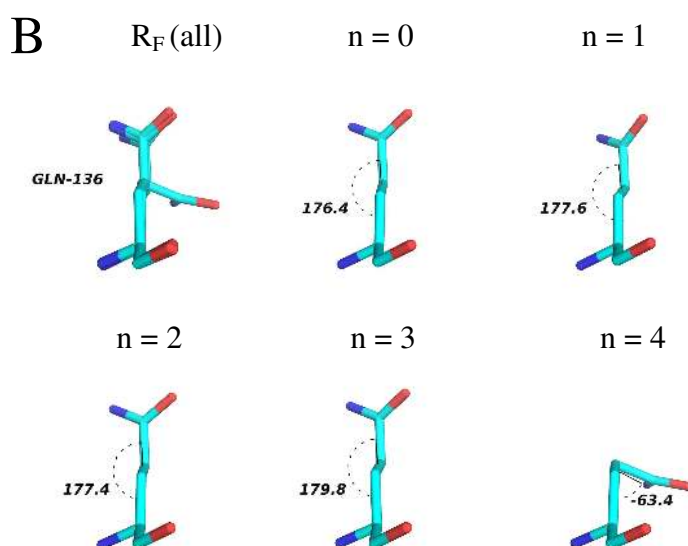 B
R_F (all) n = 0 n = 1
GLN-136
176.4
177.6
n = 2 n = 3 n = 4
177.4
179.8
-63.4